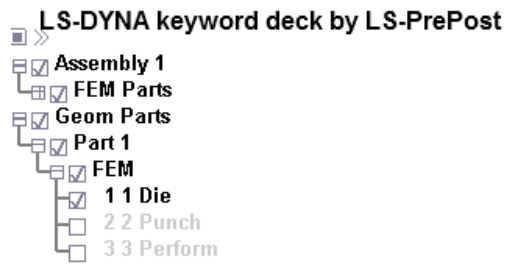 LS-DYNA keyword deck by LS-PrePost
Assembly 1
FEM Parts
Geom Parts
Part 1
FEM
1 1 Die
2 2 Punch
3 3 Perform